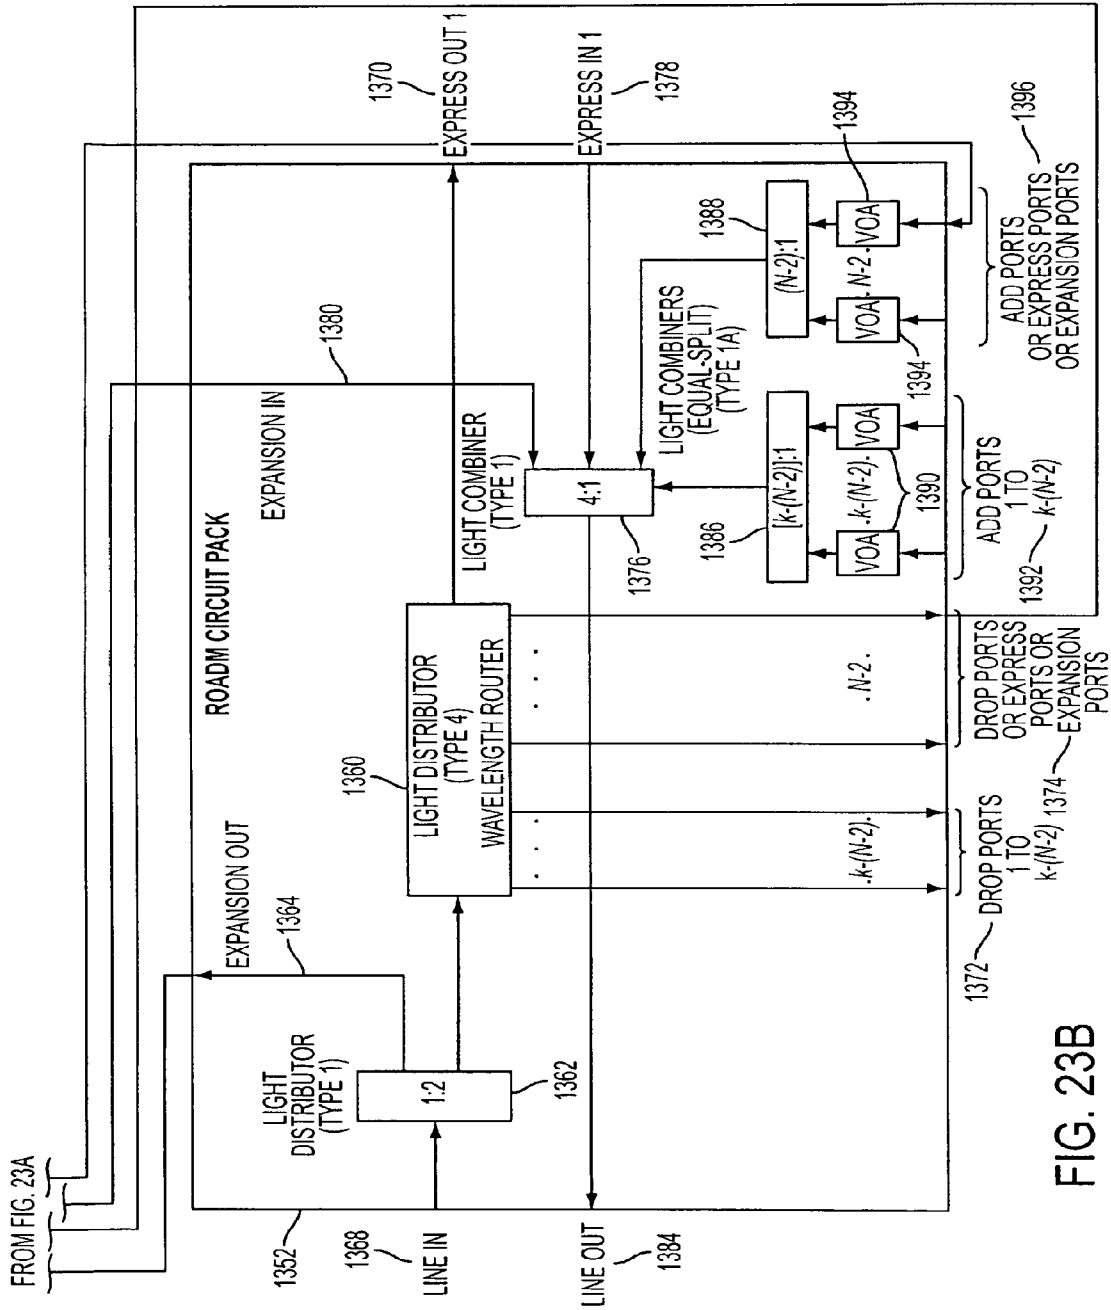 FROM FIG. 23A
1352
1368
LINE IN
LINE OUT
1384
ROADM CIRCUIT PACK
EXPANSION OUT
1364
LIGHT
DISTRIBUTOR
(TYPE 1)
1:2
1362
1360
LIGHT DISTRIBUTOR
(TYPE 4)
WAVELENGTH ROUTER
. . .
. . .
.k-(N-2).
.N-2.
EXPANSION IN
1380
LIGHT COMBINER
(TYPE 1)
4:1
1376
LIGHT COMBINERS
(EQUAL-SPLIT)
(TYPE 1A)
1386
[k-(N-2)]:1
1388
(N-2):1
VOA
.k-(N-2).
VOA
1390
VOA
.N-2.
VOA
1394
1394
1370
EXPRESS OUT 1
EXPRESS IN 1
1378
1372
DROP PORTS
1 TO
k-(N-2)
1372
DROP PORTS
OR EXPRESS
PORTS OR
EXPANSION
PORTS
1374
ADD PORTS
1 TO
k-(N-2)
1392
ADD PORTS
OR EXPRESS PORTS
OR EXPANSION PORTS
1396
FIG. 23B